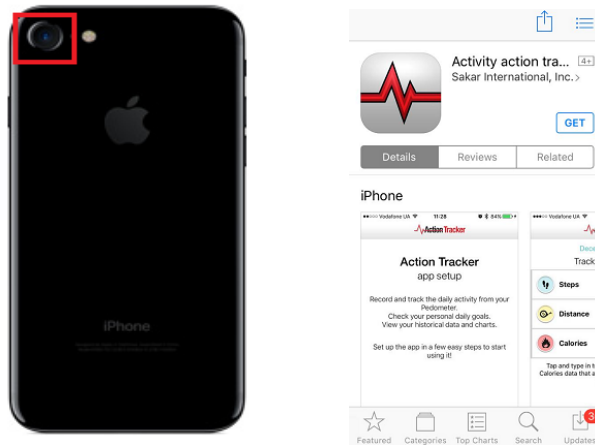 iPhone
Activity action tra... 4+
Sakar International, Inc. >
GET
Details Reviews Related
iPhone
Vodafone UA 11:28 84%
Action Tracker
Action Tracker
app setup
Record and track the daily activity from your
Pedometer.
Check your personal daily goals.
View your historical data and charts.
Set up the app in a few easy steps to start
using it!
Vodafone UA
Dece
Track
Steps
Distance
Calories
Tap and type in t
Calories data that a
3
Featured Categories Top Charts Search Updates